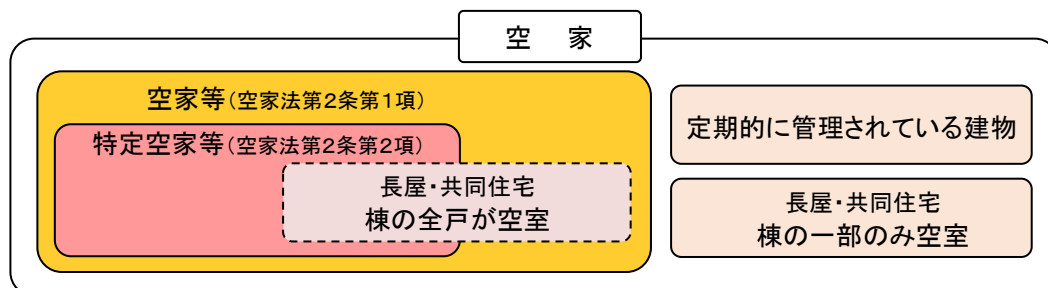 空　家
空家等(空家法第2条第1項)
特定空家等(空家法第2条第2項)
長屋・共同住宅
棟の全戸が空室
定期的に管理されている建物
長屋・共同住宅
棟の一部のみ空室